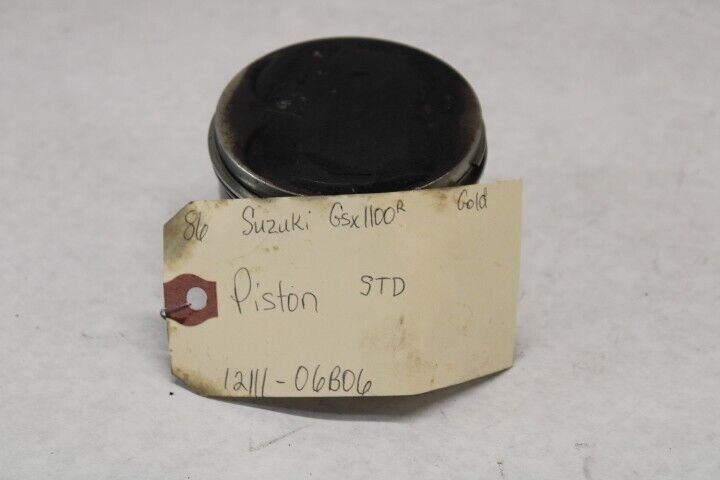 86 Suzuki Gsx1100R Gold
Piston STD
12111-06B06